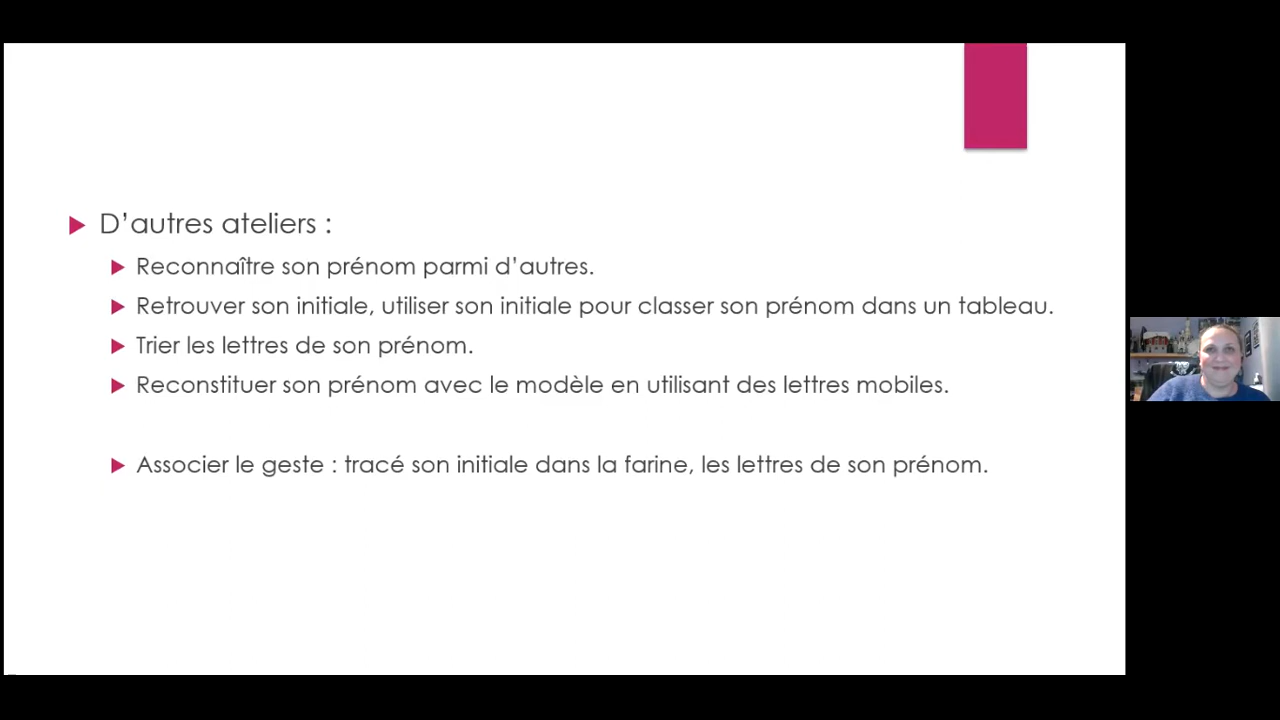 D’autres ateliers :
Reconnaître son prénom parmi d’autres.
Retrouver son initiale, utiliser son initiale pour classer son prénom dans un tableau.
Trier les lettres de son prénom.
Reconstituer son prénom avec le modèle en utilisant des lettres mobiles.
Associer le geste : tracé son initiale dans la farine, les lettres de son prénom.